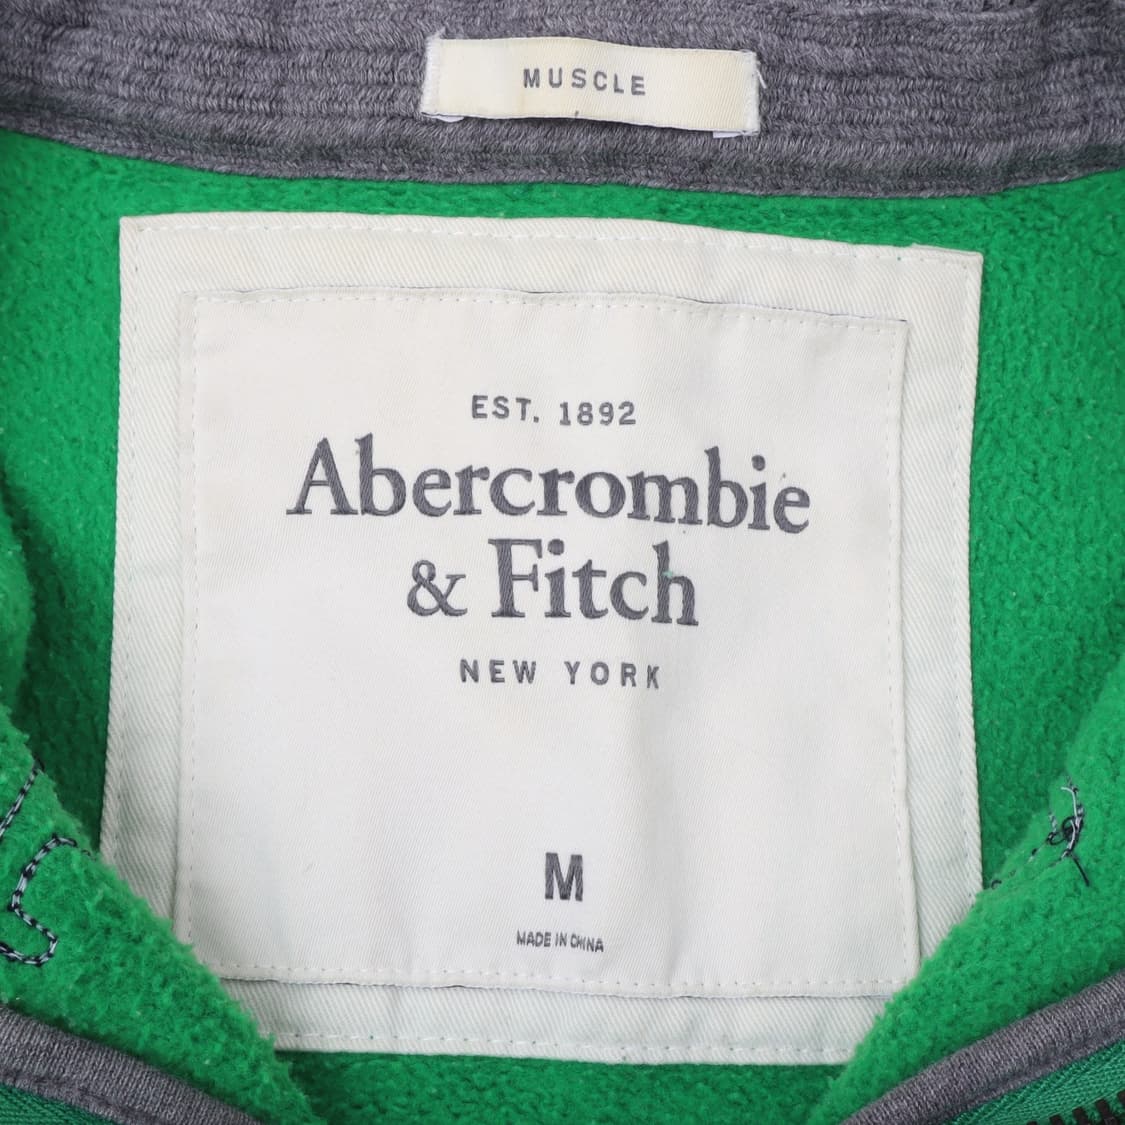 MUSCLE
EST. 1892
Abercrombie
& Fitch
NEW YORK
M
MADE IN CHINA